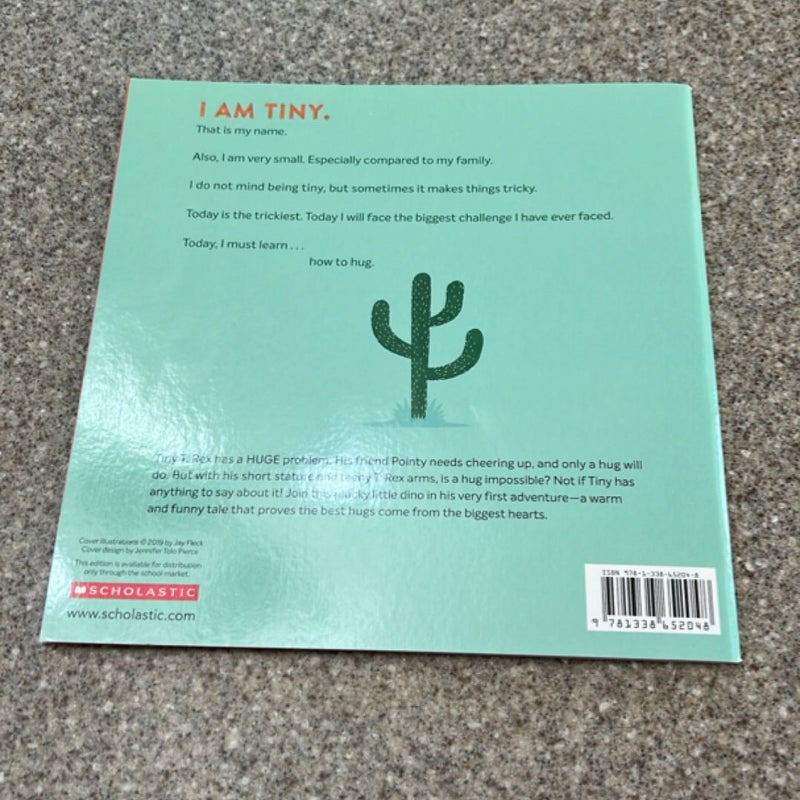 I AM TINY.
That is my name.
Also, I am very small. Especially compared to my family.
I do not mind being tiny, but sometimes it makes things tricky.
Today is the trickiest. Today I will face the biggest challenge I have ever faced.
Today, I must learn . . .
how to hug.
Tiny T. Rex has a HUGE problem. His friend Pointy needs cheering up, and only a hug will
do. But with his short stature and teeny T. Rex arms, is a hug impossible? Not if Tiny has
anything to say about it! Join this plucky little dino in his very first adventure—a warm
and funny tale that proves the best hugs come from the biggest hearts.
Cover illustrations © 2019 by Jay Fleck
Cover design by Jennifer Tolo Pierce
This edition is available for distribution
only through the school market.
SCHOLASTIC
www.scholastic.com
ISBN 978-1-338-65204-8
9 781338 652048